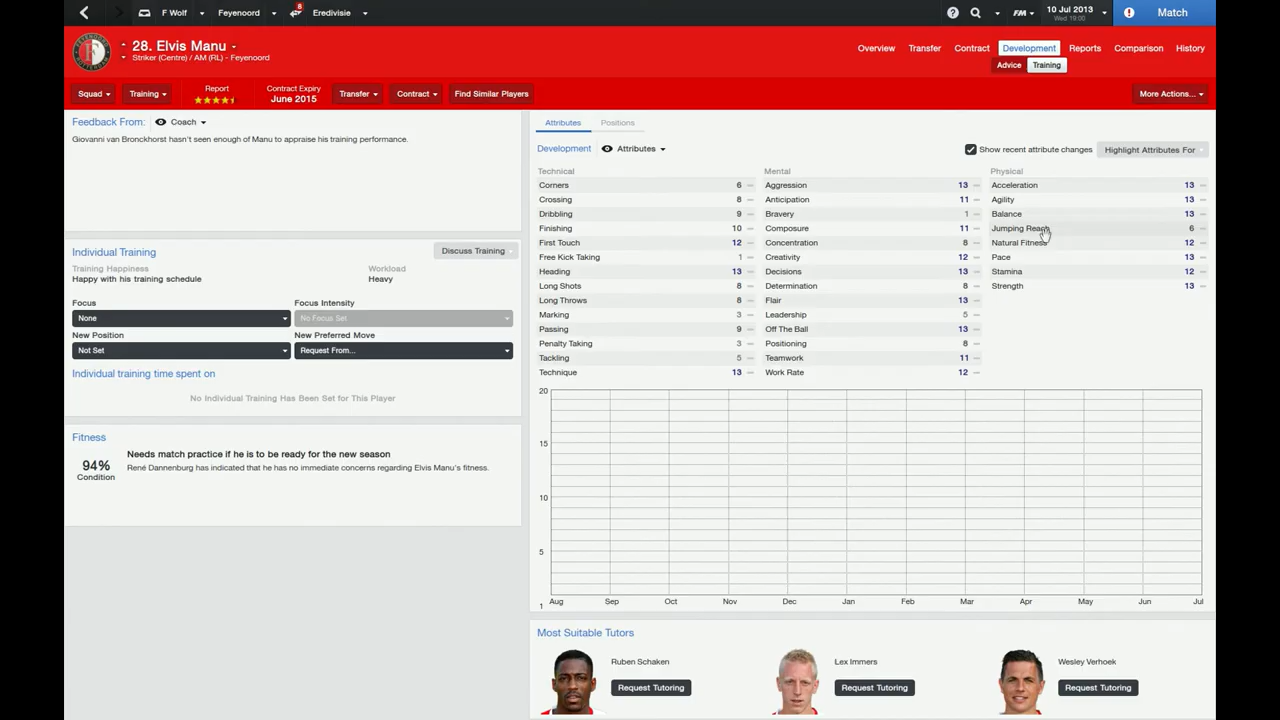 F Wolf
Feyenoord
8
Eredivisie
FM
10 Jul 2013
Wed 19:00
Match
28. Elvis Manu
Striker (Centre) / AM (RL) - Feyenoord
Overview
Transfer
Contract
Development
Reports
Comparison
History
Advice
Training
Squad
Training
Report
Contract Expiry
June 2015
Transfer
Contract
Find Similar Players
More Actions...
Feedback From:
Coach
Giovanni van Bronckhorst hasn't seen enough of Manu to appraise his training performance.
Individual Training
Discuss Training
Training Happiness
Happy with his training schedule
Workload
Heavy
Focus
None
Focus Intensity
No Focus Set
New Position
Not Set
New Preferred Move
Request From...
Individual training time spent on
No Individual Training Has Been Set for This Player
Fitness
94%
Condition
Needs match practice if he is to be ready for the new season
René Dannenburg has indicated that he has no immediate concerns regarding Elvis Manu's fitness.
Attributes
Positions
Development
Attributes
Show recent attribute changes
Highlight Attributes For
Technical
Corners 6
Crossing 8
Dribbling 9
Finishing 10
First Touch 12
Free Kick Taking 1
Heading 13
Long Shots 8
Long Throws 8
Marking 3
Passing 9
Penalty Taking 3
Tackling 5
Technique 13
Mental
Aggression 13
Anticipation 11
Bravery 1
Composure 11
Concentration 8
Creativity 12
Decisions 13
Determination 8
Flair 13
Leadership 5
Off The Ball 13
Positioning 8
Teamwork 11
Work Rate 12
Physical
Acceleration 13
Agility 13
Balance 13
Jumping Reach 6
Natural Fitness 12
Pace 13
Stamina 12
Strength 13
20
15
10
5
1
Aug Sep Oct Nov Dec Jan Feb Mar Apr May Jun Jul
Most Suitable Tutors
Ruben Schaken
Request Tutoring
Lex Immers
Request Tutoring
Wesley Verhoek
Request Tutoring